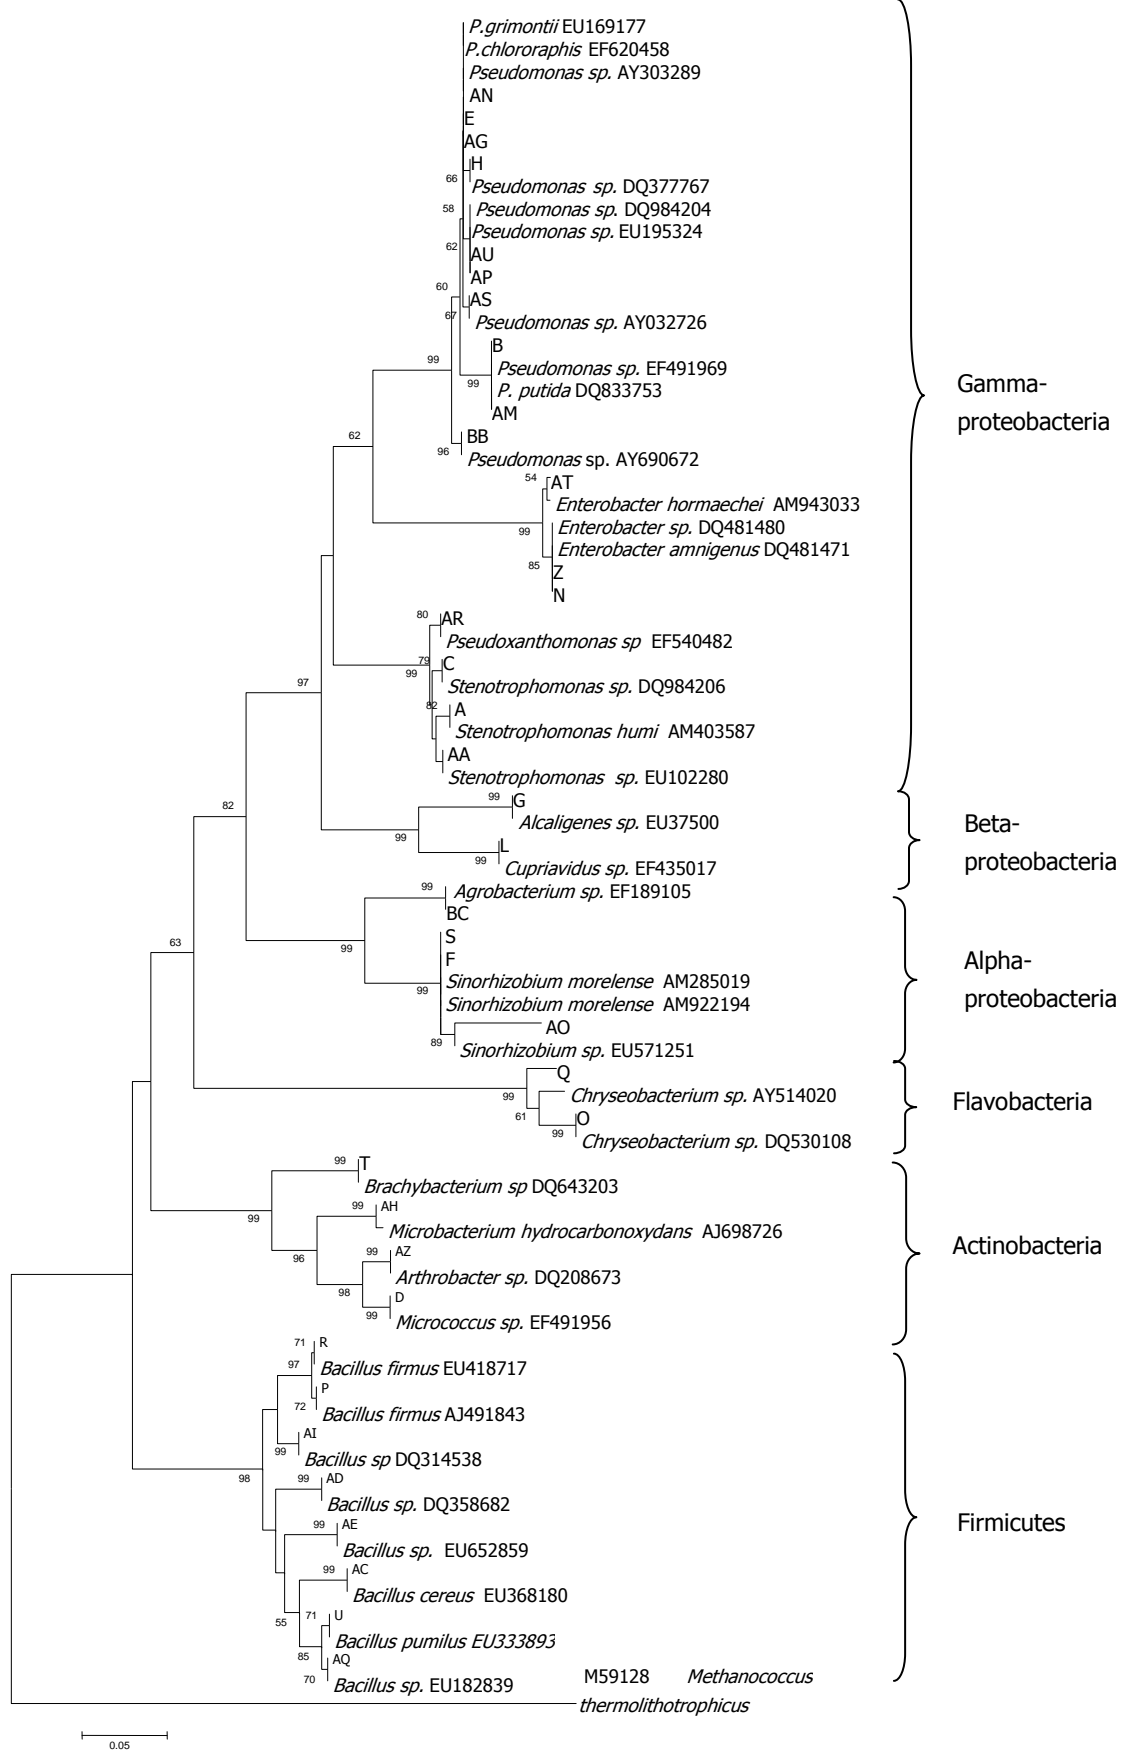 P.grimontii EU169177
P.chlororaphis EF620458
Pseudomonas sp. AY303289
AN
E
AG
H
66
Pseudomonas sp. DQ377767
58
Pseudomonas sp. DQ984204
Pseudomonas sp. EU195324
62
AU
AP
60
AS
67
Pseudomonas sp. AY032726
B
99
Pseudomonas sp. EF491969
99
P. putida DQ833753
AM
Gamma-
proteobacteria
62
BB
96
Pseudomonas sp. AY690672
54
AT
Enterobacter hormaechei AM943033
99
Enterobacter sp. DQ481480
Enterobacter amnigenus DQ481471
85
Z
N
80
AR
Pseudoxanthomonas sp EF540482
79
C
99
Stenotrophomonas sp. DQ984206
97
82
A
Stenotrophomonas humi AM403587
AA
Stenotrophomonas sp. EU102280
99
G
82
Alcaligenes sp. EU37500
99
L
99
Cupriavidus sp. EF435017
Beta-
proteobacteria
99
Agrobacterium sp. EF189105
BC
99
S
63
F
Sinorhizobium morelense AM285019
99
Sinorhizobium morelense AM922194
AO
89
Sinorhizobium sp. EU571251
Alpha-
proteobacteria
Q
99
Chryseobacterium sp. AY514020
61
O
99
Chryseobacterium sp. DQ530108
Flavobacteria
99
T
Brachybacterium sp DQ643203
99
AH
99
Microbacterium hydrocarbonoxydans AJ698726
96
99
AZ
Arthrobacter sp. DQ208673
98
D
99
Micrococcus sp. EF491956
Actinobacteria
71
R
97
Bacillus firmus EU418717
P
72
Bacillus firmus AJ491843
AI
99
Bacillus sp DQ314538
98
99
AD
Bacillus sp. DQ358682
99
AE
Bacillus sp. EU652859
99
AC
Bacillus cereus EU368180
55
71
U
Bacillus pumilus EU333893
85
AQ
70
Bacillus sp. EU182839
Firmicutes
M59128 Methanococcus
thermolithotrophicus
0.05